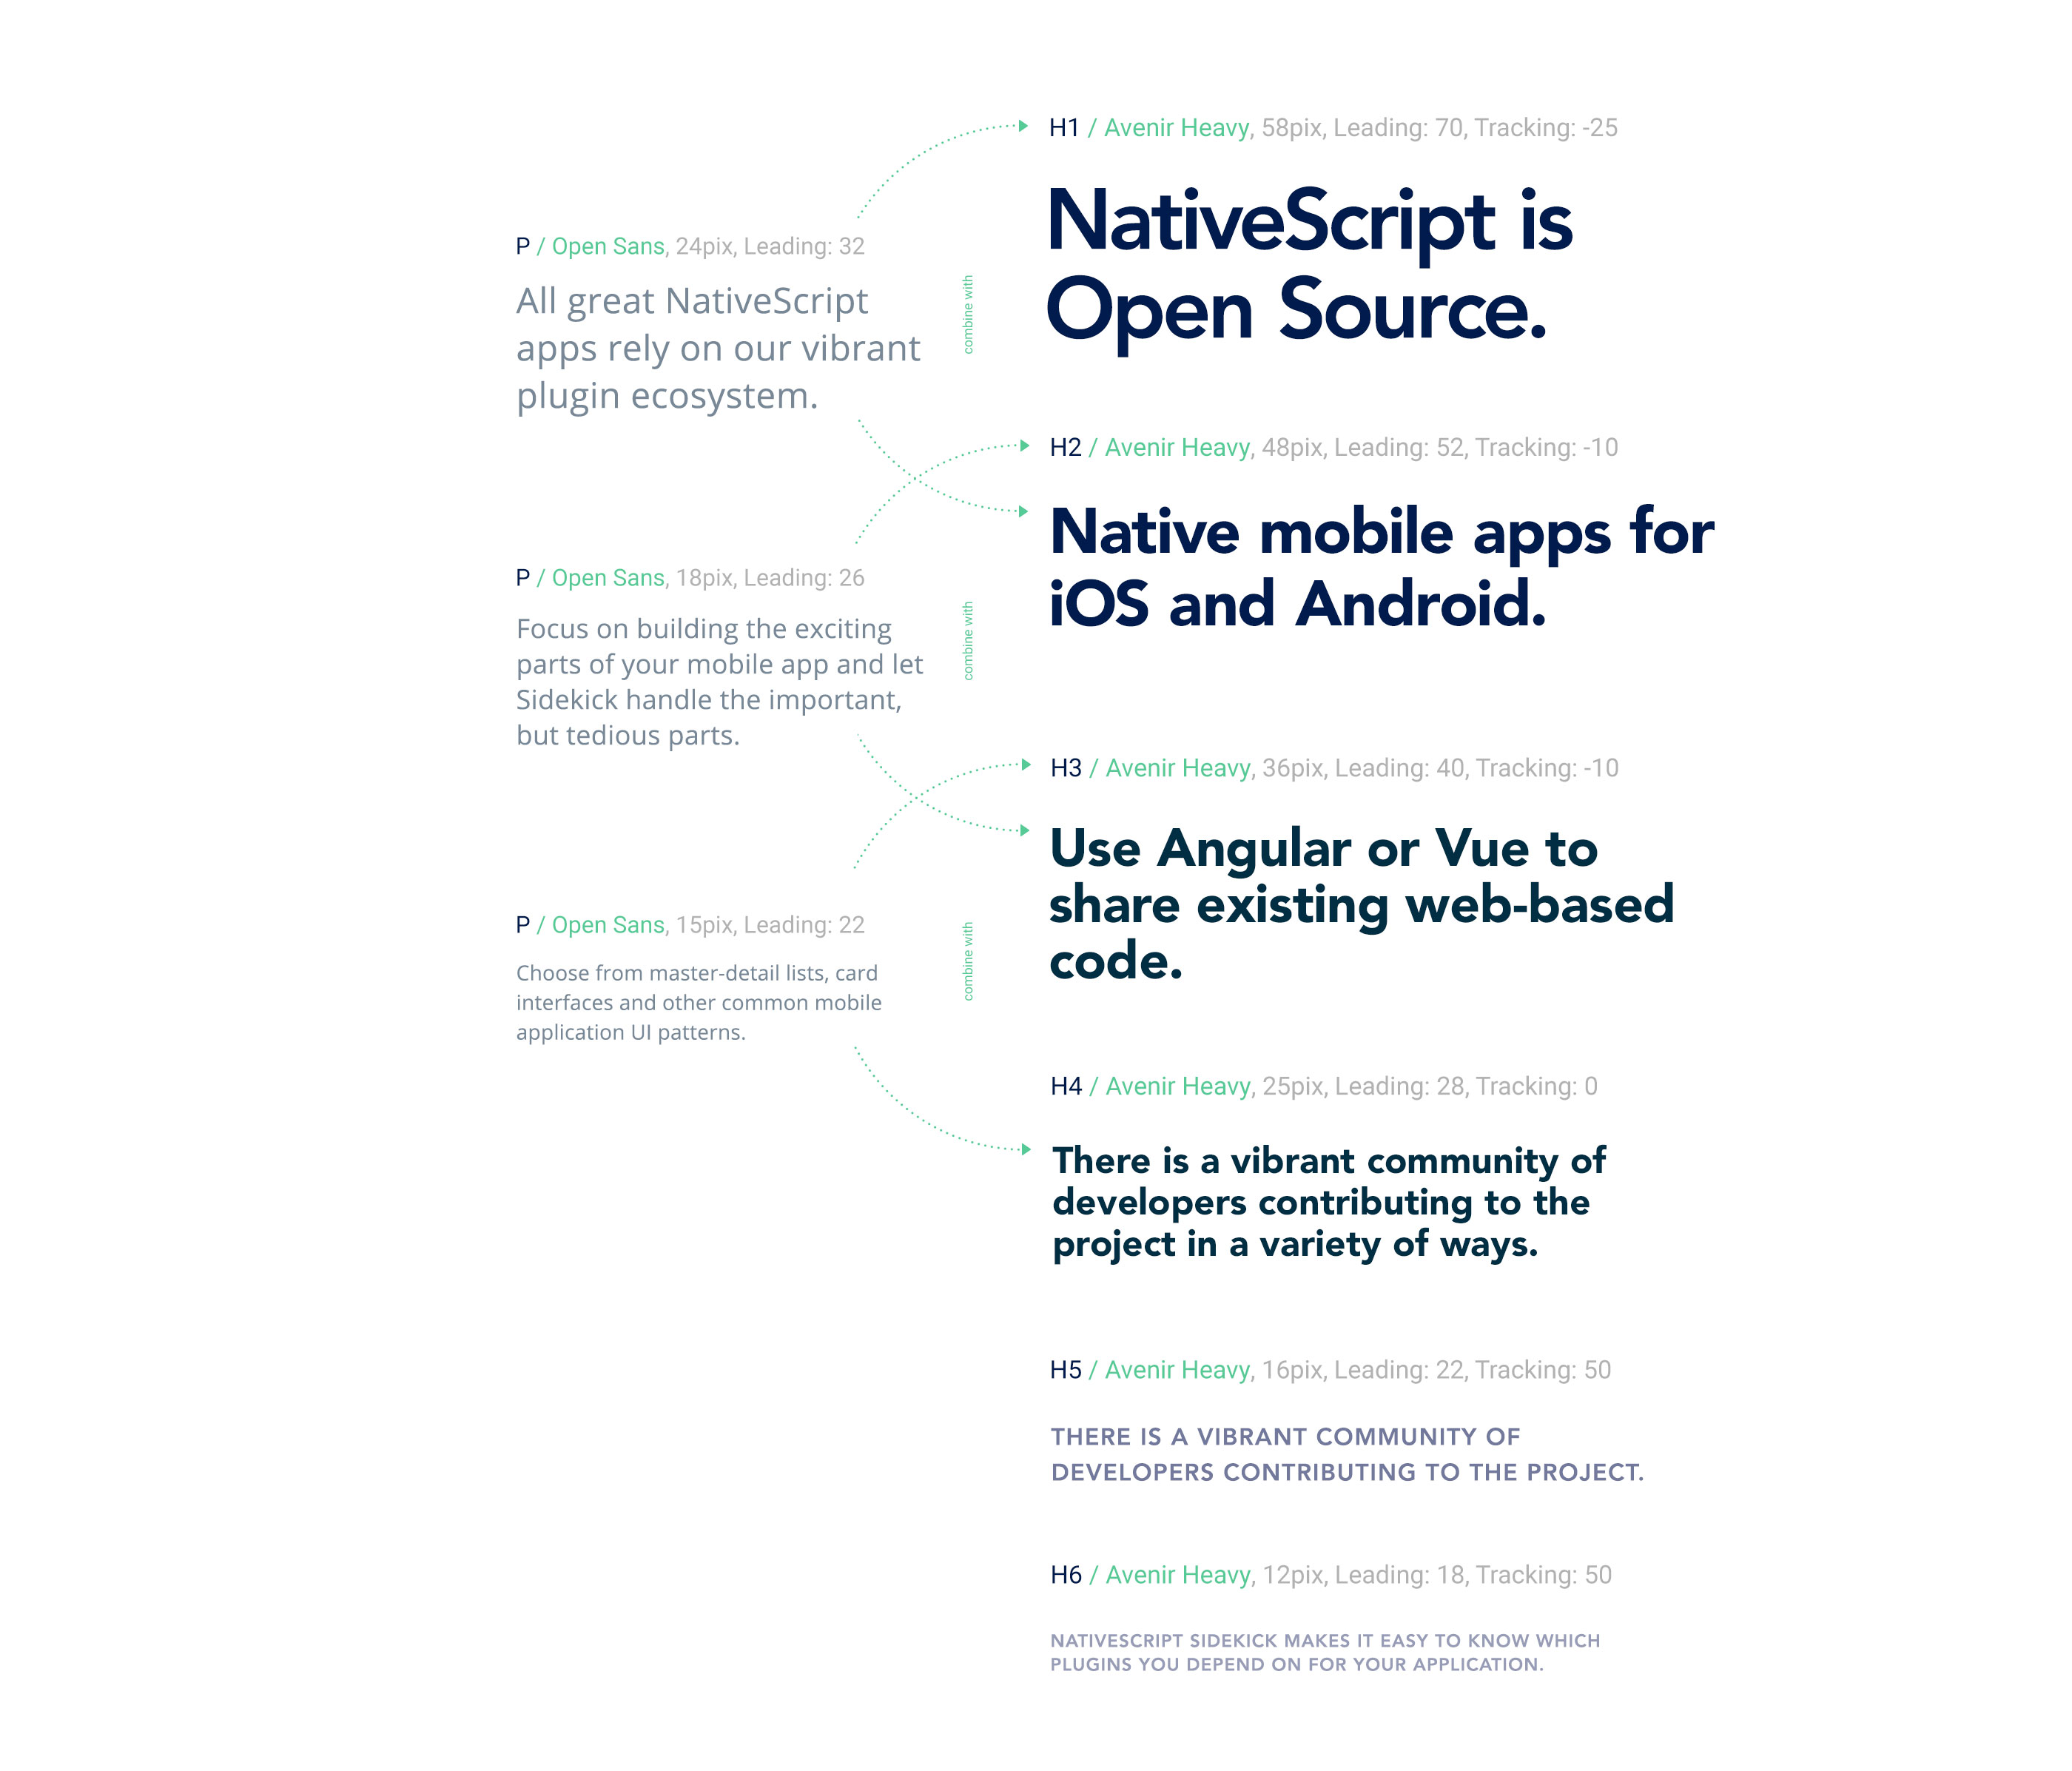 H1 / Avenir Heavy, 58pix, Leading: 70, Tracking: -25
NativeScript is
Open Source.
P / Open Sans, 24pix, Leading: 32
All great NativeScript
apps rely on our vibrant
plugin ecosystem.
combine with
H2 / Avenir Heavy, 48pix, Leading: 52, Tracking: -10
Native mobile apps for
iOS and Android.
P / Open Sans, 18pix, Leading: 26
Focus on building the exciting
parts of your mobile app and let
Sidekick handle the important,
but tedious parts.
combine with
H3 / Avenir Heavy, 36pix, Leading: 40, Tracking: -10
Use Angular or Vue to
share existing web-based
code.
P / Open Sans, 15pix, Leading: 22
Choose from master-detail lists, card
interfaces and other common mobile
application UI patterns.
combine with
H4 / Avenir Heavy, 25pix, Leading: 28, Tracking: 0
There is a vibrant community of
developers contributing to the
project in a variety of ways.
H5 / Avenir Heavy, 16pix, Leading: 22, Tracking: 50
THERE IS A VIBRANT COMMUNITY OF
DEVELOPERS CONTRIBUTING TO THE PROJECT.
H6 / Avenir Heavy, 12pix, Leading: 18, Tracking: 50
NATIVESCRIPT SIDEKICK MAKES IT EASY TO KNOW WHICH
PLUGINS YOU DEPEND ON FOR YOUR APPLICATION.